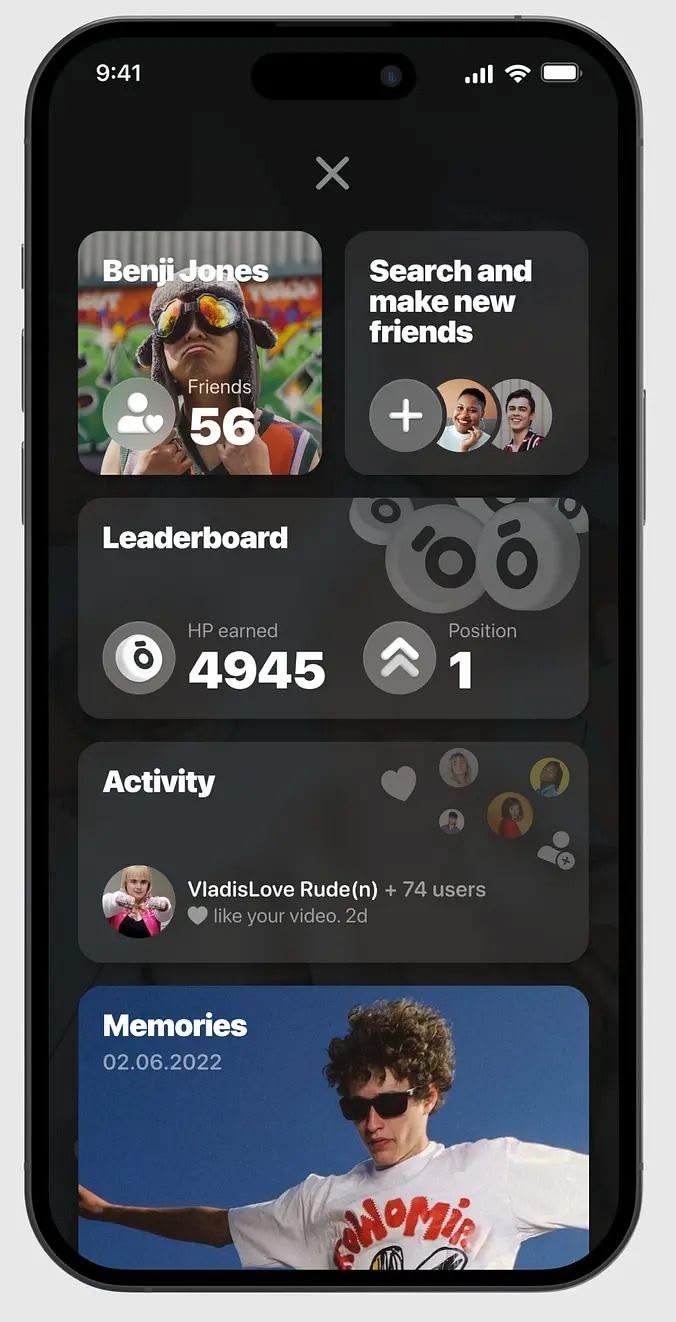 9:41
Benji Jones
Friends
56
Search and
make new
friends
Leaderboard
HP earned
4945
Position
1
Activity
VladisLove Rude(n) + 74 users
like your video. 2d
Memories
02.06.2022